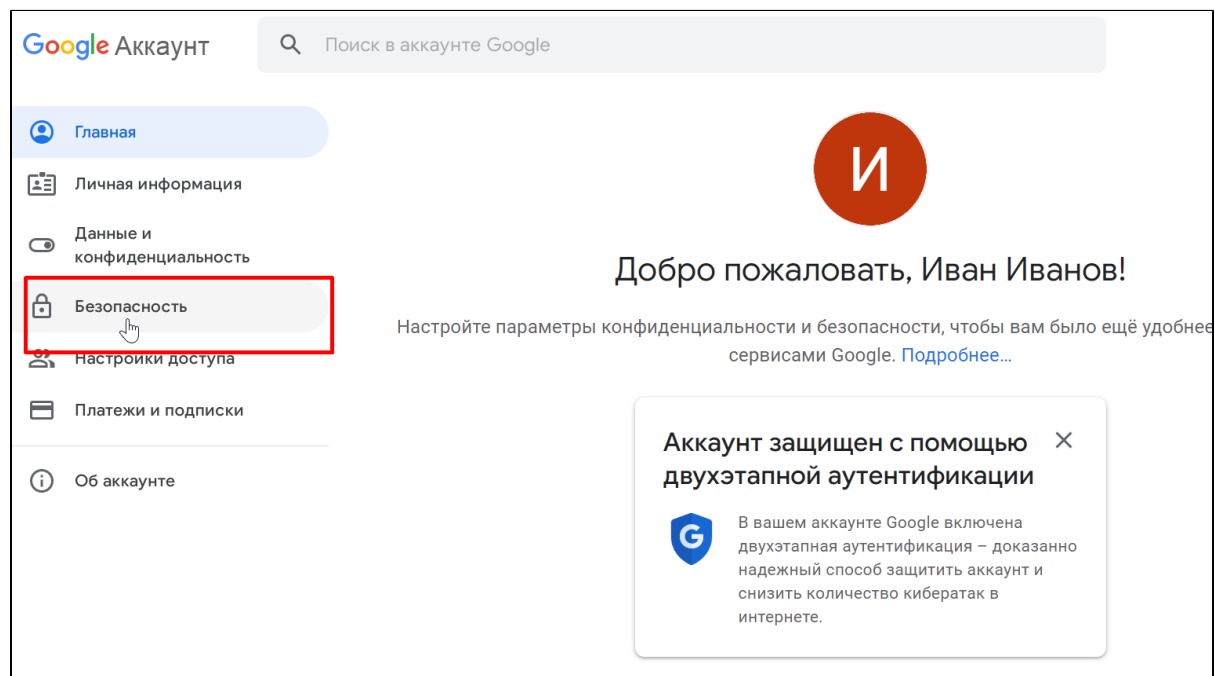 Google Аккаунт
Поиск в аккаунте Google
Главная
Личная информация
Данные и
конфиденциальность
Безопасность
Настройки доступа
Платежи и подписки
Об аккаунте
И
Добро пожаловать, Иван Иванов!
Настройте параметры конфиденциальности и безопасности, чтобы вам было ещё удобнее
сервисами Google. Подробнее…
Аккаунт защищен с помощью
двухэтапной аутентификации
G
В вашем аккаунте Google включена
двухэтапная аутентификация – доказанно
надежный способ защитить аккаунт и
снизить количество кибератак в
интернете.